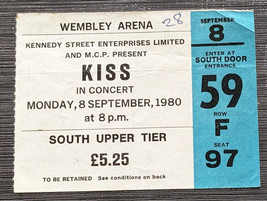 WEMBLEY ARENA
28
KENNEDY STREET ENTERPRISES LIMITED
AND M.C.P. PRESENT
KISS
IN CONCERT
MONDAY, 8 SEPTEMBER, 1980
at 8 p.m.
SOUTH UPPER TIER
£5.25
TO BE RETAINED See conditions on back
SEPTEMBER
8
ENTER AT
SOUTH DOOR
ENTRANCE
59
ROW
F
SEAT
97